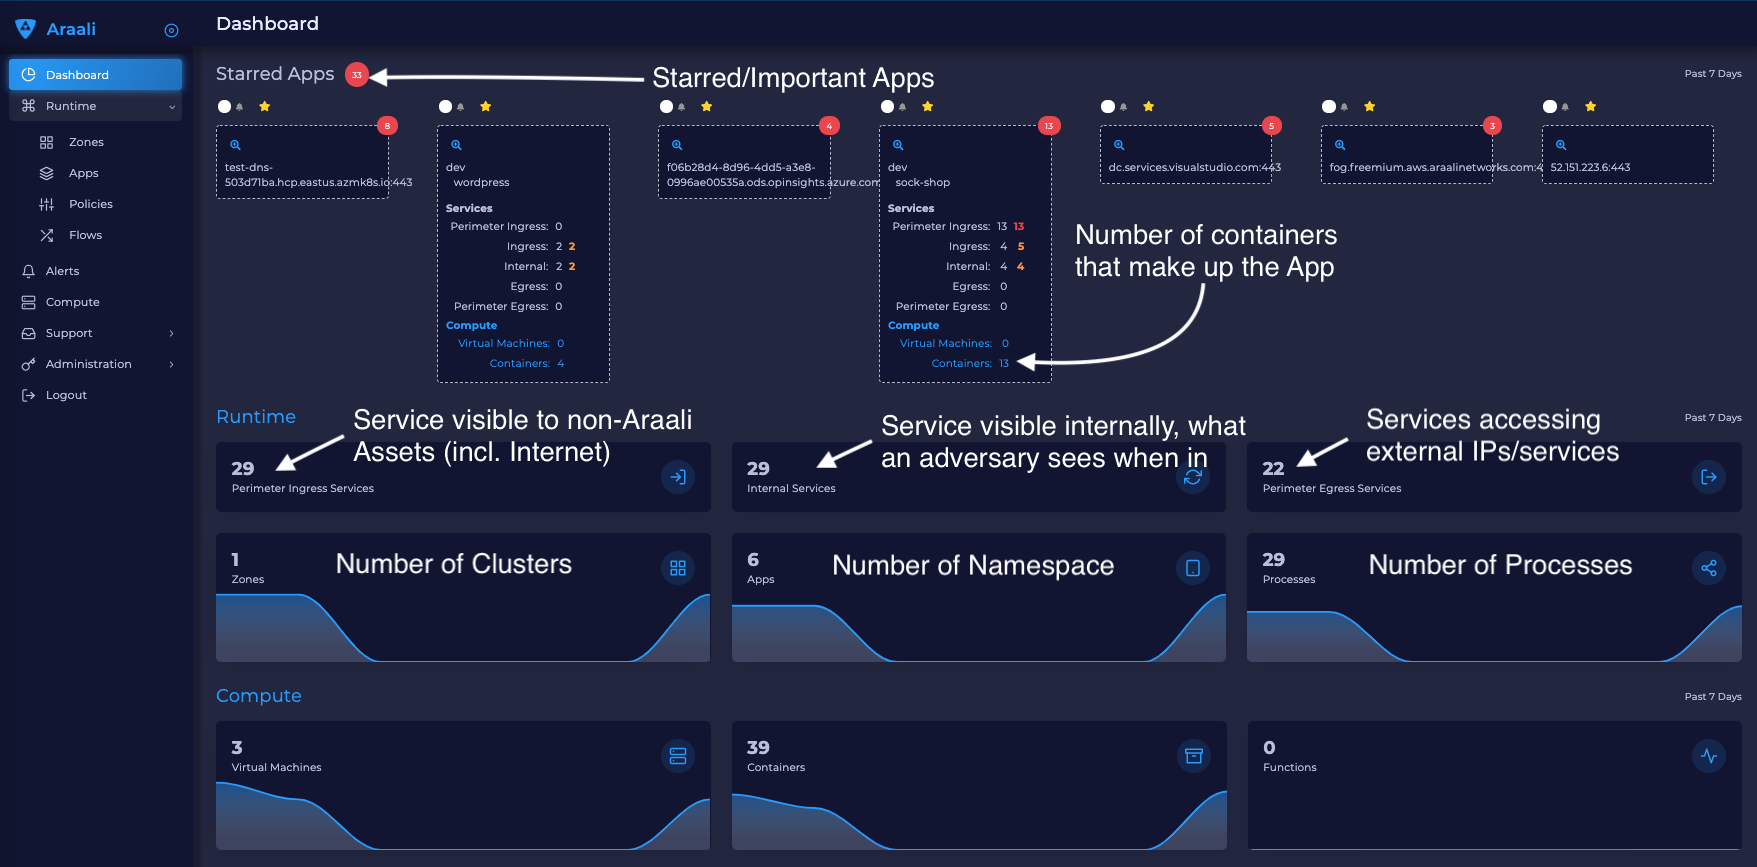 Araali
Dashboard
Dashboard
Runtime
Zones
Apps
Policies
Flows
Alerts
Compute
Support
Administration
Logout
Starred Apps 33
Starred/Important Apps
Past 7 Days
8
test-dns-
503d71ba.hcp.eastus.azmk8s.io:443
dev
wordpress
Services
Perimeter Ingress: 0
Ingress: 2 2
Internal: 2 2
Egress: 0
Perimeter Egress: 0
Compute
Virtual Machines: 0
Containers: 4
4
f06b28d4-8d96-4dd5-a3e8-
0996ae00535a.ods.opinsights.azure.com
13
dev
sock-shop
Services
Perimeter Ingress: 13 13
Ingress: 4 5
Internal: 4 4
Egress: 0
Perimeter Egress: 0
Compute
Virtual Machines: 0
Containers: 13
5
dc.services.visualstudio.com:443
3
fog.freemium.aws.araalinetworks.com:4
52.151.223.6:443
Number of containers
that make up the App
Runtime
Past 7 Days
Service visible to non-Araali
Assets (incl. Internet)
29
Perimeter Ingress Services
Service visible internally, what
an adversary sees when in
29
Internal Services
Services accessing
external IPs/services
22
Perimeter Egress Services
1
Zones
Number of Clusters
6
Apps
Number of Namespace
29
Processes
Number of Processes
Compute
Past 7 Days
3
Virtual Machines
39
Containers
0
Functions